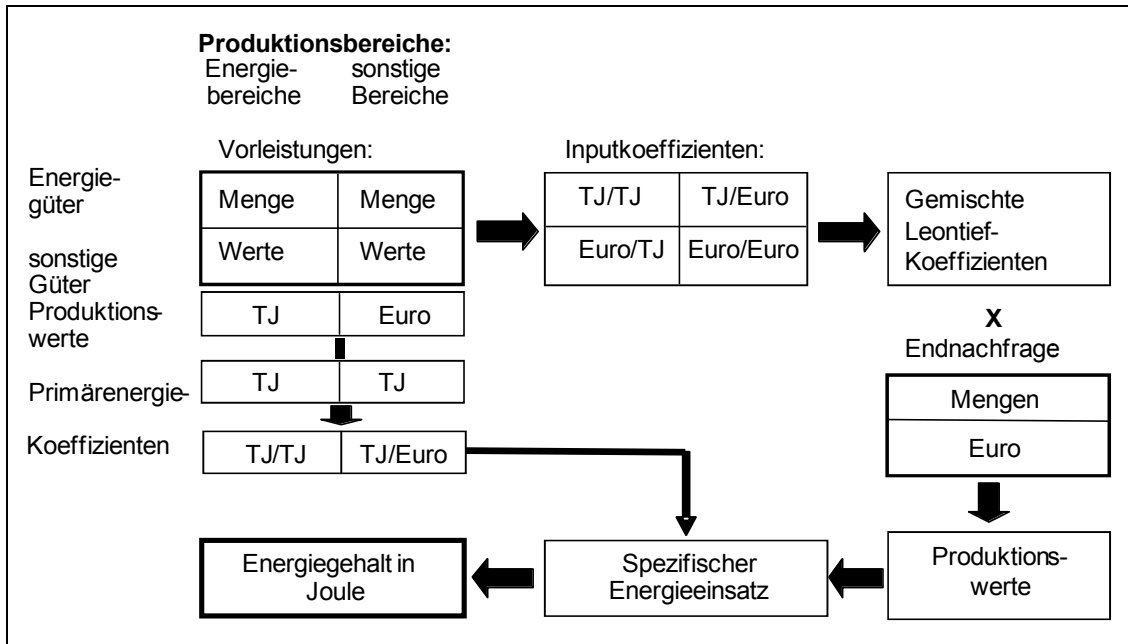 Produktionsbereiche:
Energie- sonstige
bereiche Bereiche
Vorleistungen: Inputkoeffizienten:
Energie-
güter
Menge Menge
Werte Werte
TJ/TJ TJ/Euro
Euro/TJ Euro/Euro
Gemischte
Leontief-
Koeffizienten
sonstige
Güter
Produktions-
werte
TJ Euro
X
Endnachfrage
Primärenergie-
TJ TJ
Mengen
Euro
Koeffizienten
TJ/TJ TJ/Euro
Energiegehalt in
Joule
Spezifischer
Energieeinsatz
Produktions-
werte